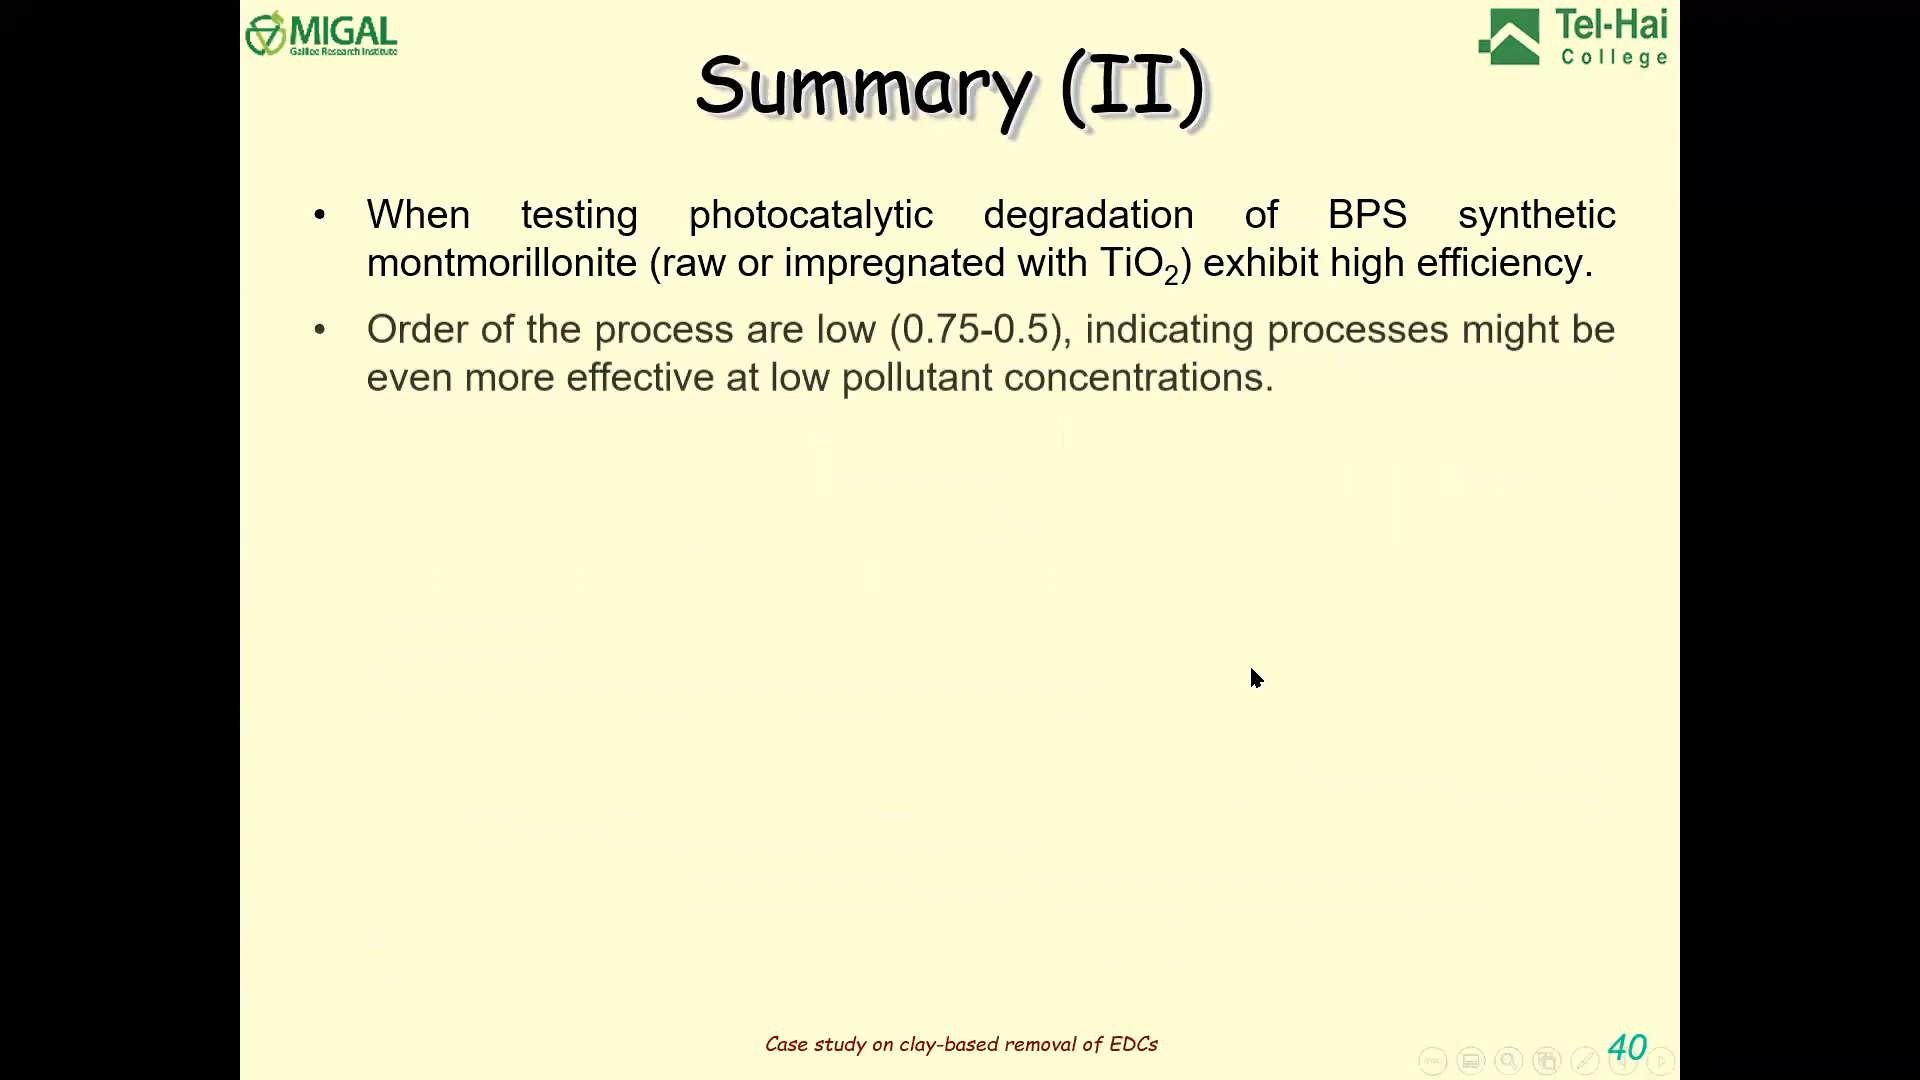 MIGAL
Galilee Research Institute
Tel-Hai
College
Summary (II)
• When testing photocatalytic degradation of BPS synthetic
montmorillonite (raw or impregnated with TiO₂) exhibit high efficiency.
• Order of the process are low (0.75-0.5), indicating processes might be
even more effective at low pollutant concentrations.
Case study on clay-based removal of EDCs
40